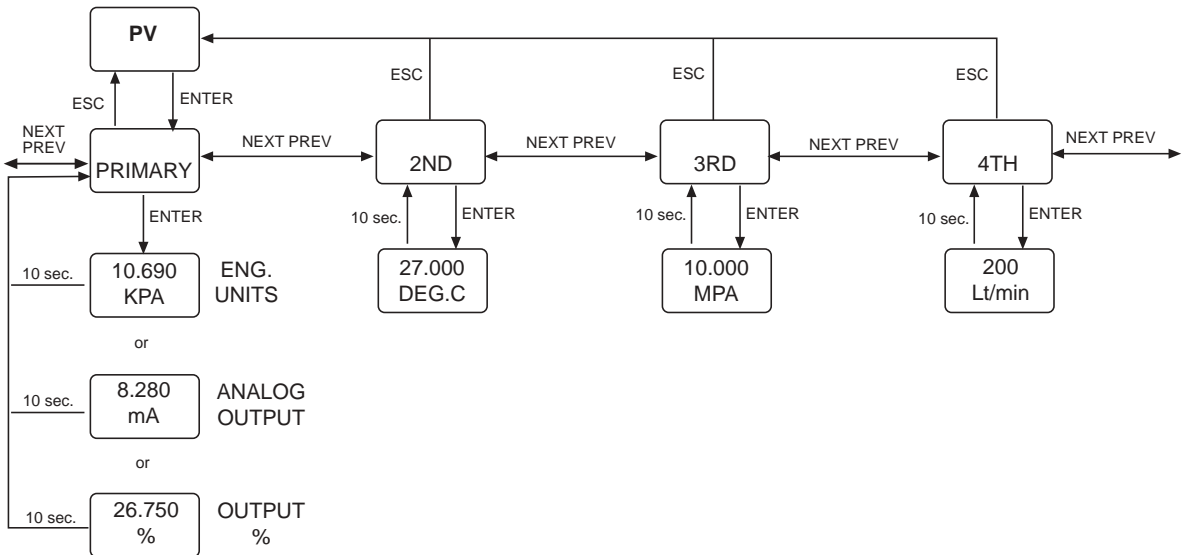 PV
ESC
ENTER
ESC
ESC
ESC
NEXT
PREV
PRIMARY
NEXT PREV
2ND
NEXT PREV
3RD
NEXT PREV
4TH
NEXT PREV
ENTER
10 sec.
ENTER
10 sec.
ENTER
10 sec.
ENTER
10 sec.
10.690
KPA
ENG.
UNITS
27.000
DEG.C
10.000
MPA
200
Lt/min
or
10 sec.
8.280
mA
ANALOG
OUTPUT
or
10 sec.
26.750
%
OUTPUT
%